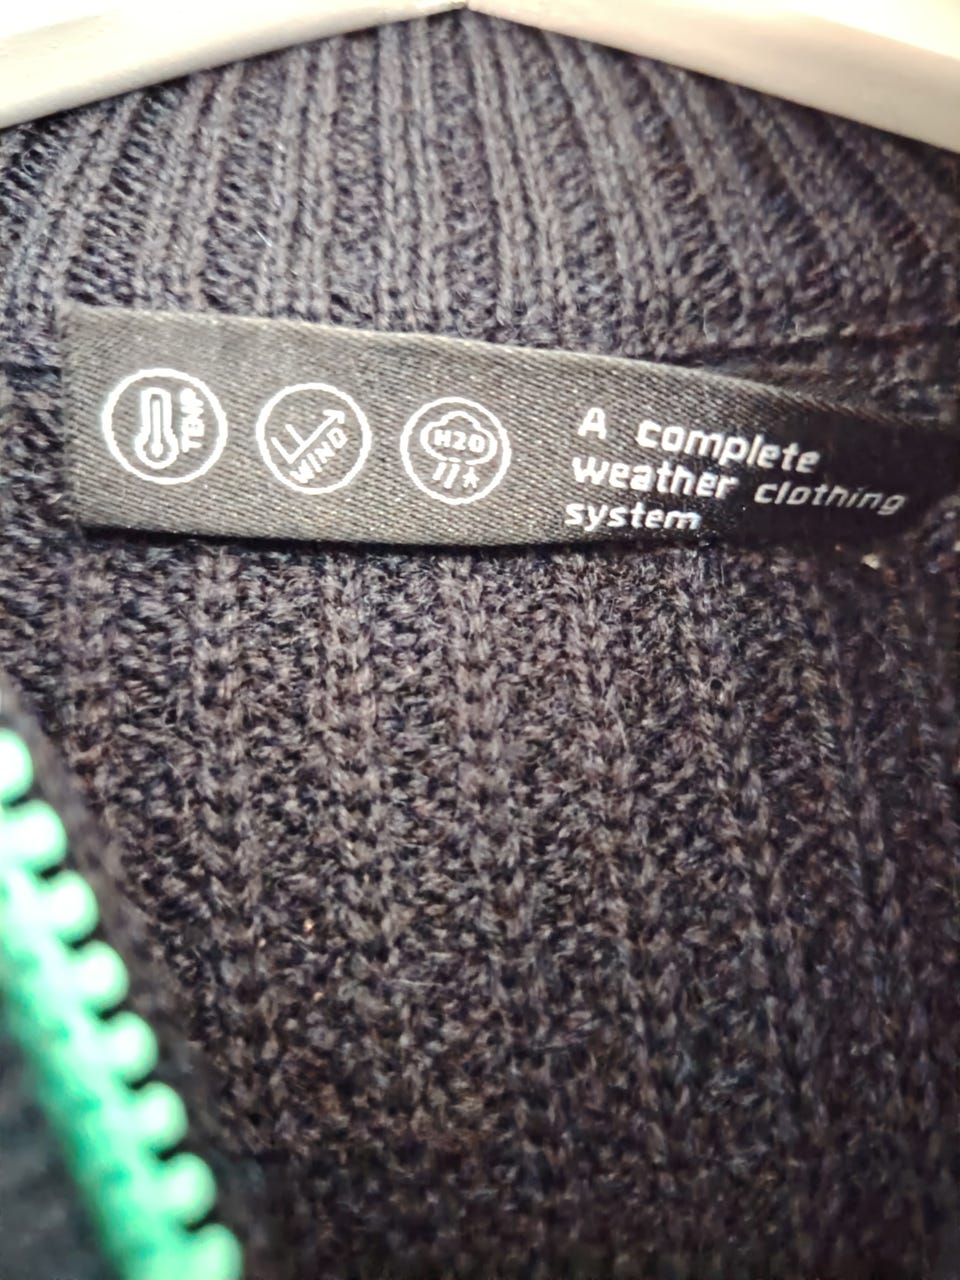 TEMP
WIND
H2O
A complete
weather clothing
system